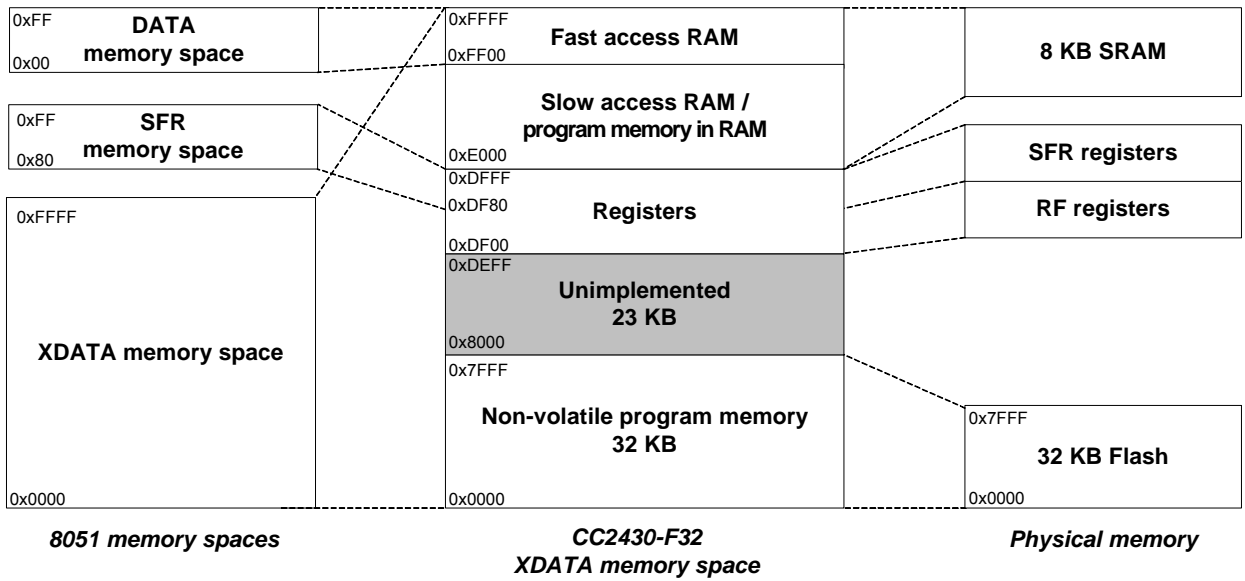 0xFF
DATA
memory space
0x00
0xFF
SFR
memory space
0x80
0xFFFF
XDATA memory space
0x0000
8051 memory spaces
0xFFFF
Fast access RAM
0xFF00
Slow access RAM /
program memory in RAM
0xE000
0xDFFF
0xDF80
Registers
0xDF00
0xDEFF
Unimplemented
23 KB
0x8000
0x7FFF
Non-volatile program memory
32 KB
0x0000
CC2430-F32
XDATA memory space
8 KB SRAM
SFR registers
RF registers
0x7FFF
32 KB Flash
0x0000
Physical memory